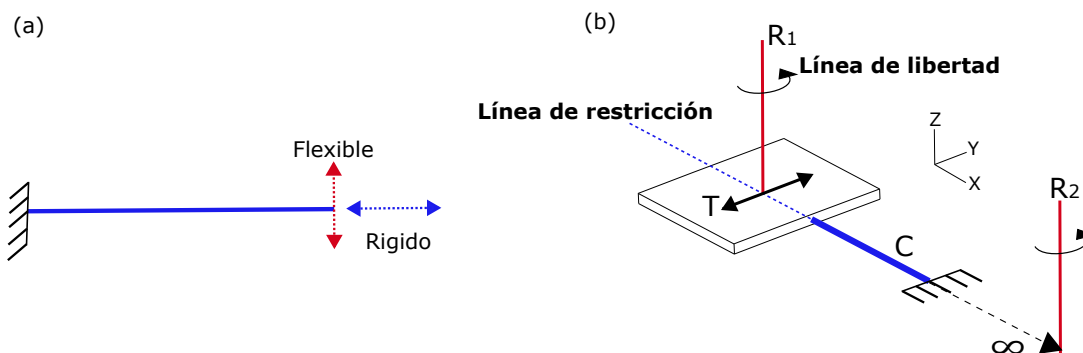 (a)
Flexible
Rigido
(b)
R1
Línea de libertad
Línea de restricción
Z
Y
X
T
C
R2
∞